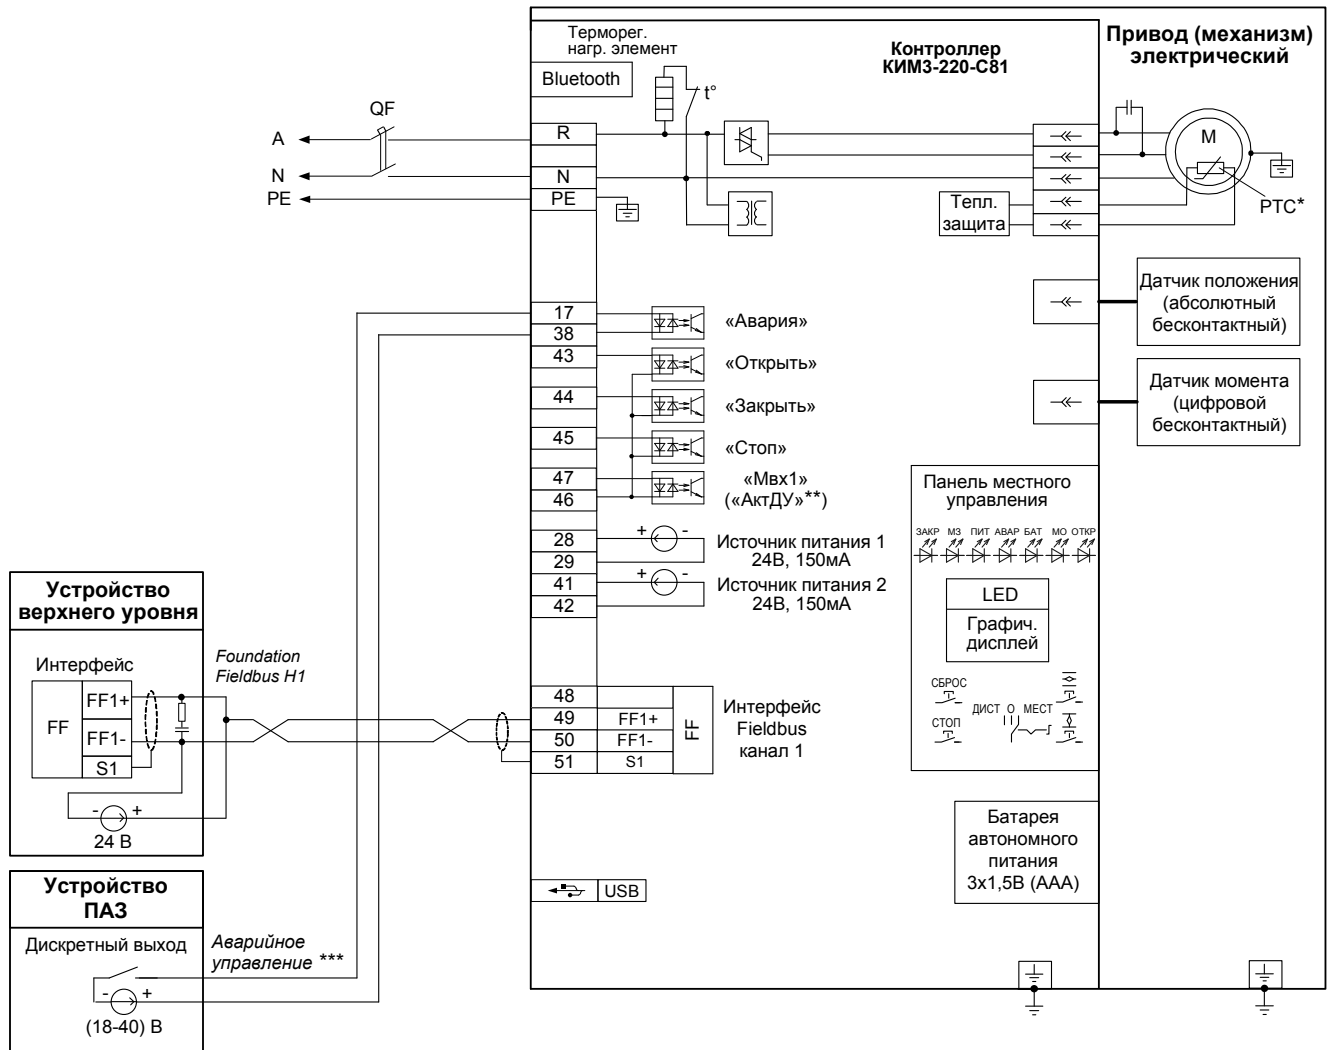 Терморег.
нагр. элемент
Bluetooth
Контроллер
КИМ3-220-С81
Привод (механизм)
электрический
t°
QF
A
N
PE
R
N
PE
Тепл.
защита
M
PTC*
Датчик положения
(абсолютный
бесконтактный)
Датчик момента
(цифровой
бесконтактный)
17
38
43
44
45
47
46
28
29
41
42
«Авария»
«Открыть»
«Закрыть»
«Стоп»
«Мвх1»
(«АктДУ»**)
+ -
Источник питания 1
24В, 150мА
+ -
Источник питания 2
24В, 150мА
Панель местного
управления
ЗАКР МЗ ПИТ АВАР БАТ МО ОТКР
LED
Графич.
дисплей
СБРОС
СТОП
ДИСТ О МЕСТ
Устройство
верхнего уровня
Интерфейс
FF
FF1+
FF1-
S1
- +
24 В
Foundation
Fieldbus H1
48
49 FF1+
50 FF1-
51 S1
FF
Интерфейс
Fieldbus
канал 1
Батарея
автономного
питания
3х1,5В (ААА)
USB
Устройство
ПАЗ
Дискретный выход
- +
(18-40) В
Аварийное
управление ***